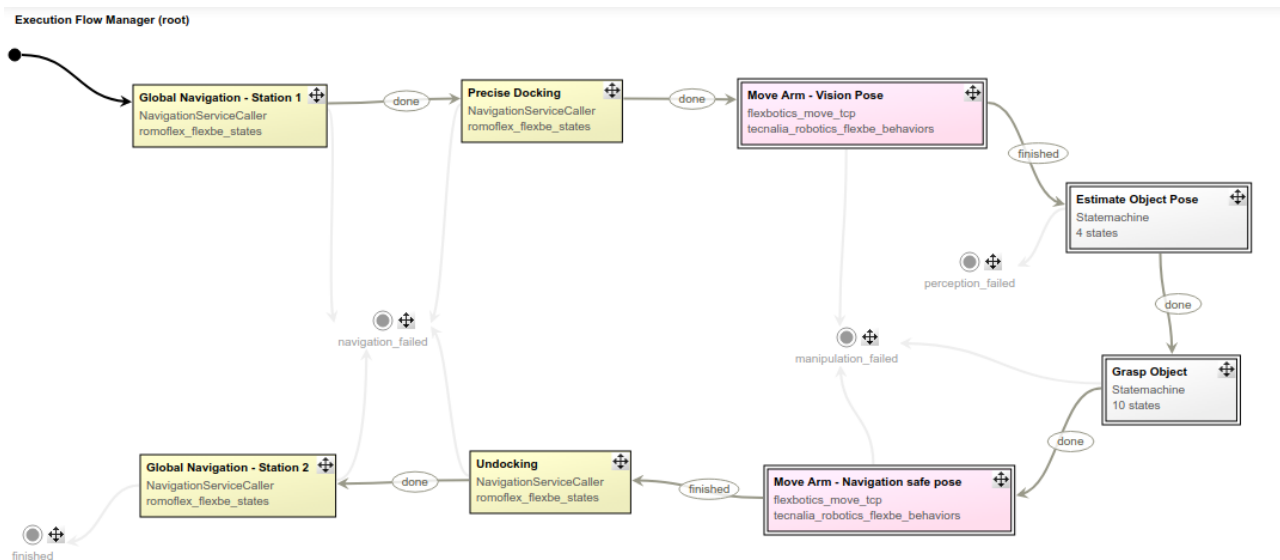 Execution Flow Manager (root)
Global Navigation - Station 1
NavigationServiceCaller
romoflex_flexbe_states
done
Precise Docking
NavigationServiceCaller
romoflex_flexbe_states
done
Move Arm - Vision Pose
flexbotics_move_tcp
tecnalia_robotics_flexbe_behaviors
finished
Estimate Object Pose
Statemachine
4 states
perception_failed
done
navigation_failed
manipulation_failed
Grasp Object
Statemachine
10 states
done
Global Navigation - Station 2
NavigationServiceCaller
romoflex_flexbe_states
done
Undocking
NavigationServiceCaller
romoflex_flexbe_states
finished
Move Arm - Navigation safe pose
flexbotics_move_tcp
tecnalia_robotics_flexbe_behaviors
finished